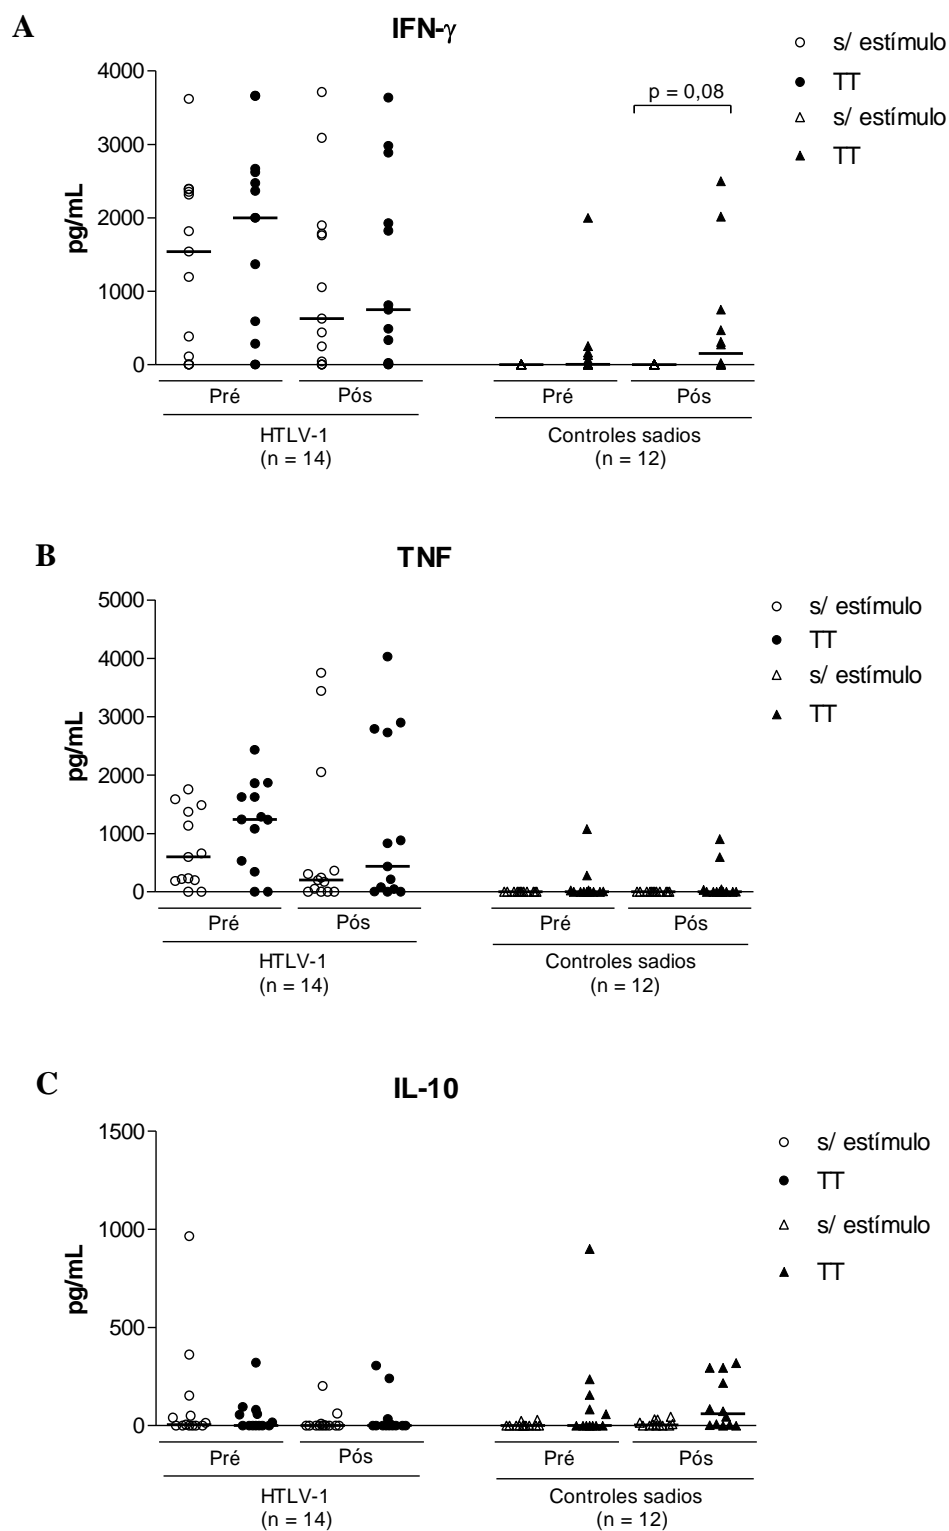 A
IFN-γ
s/ estímulo
TT
s/ estímulo
TT
p = 0,08
4000
3000
2000
1000
0
pg/mL
Pré
Pós
Pré
Pós
HTLV-1
(n = 14)
Controles sadios
(n = 12)
B
TNF
s/ estímulo
TT
s/ estímulo
TT
5000
4000
3000
2000
1000
0
pg/mL
Pré
Pós
Pré
Pós
HTLV-1
(n = 14)
Controles sadios
(n = 12)
C
IL-10
s/ estímulo
TT
s/ estímulo
TT
1500
1000
500
0
pg/mL
Pré
Pós
Pré
Pós
HTLV-1
(n = 14)
Controles sadios
(n = 12)